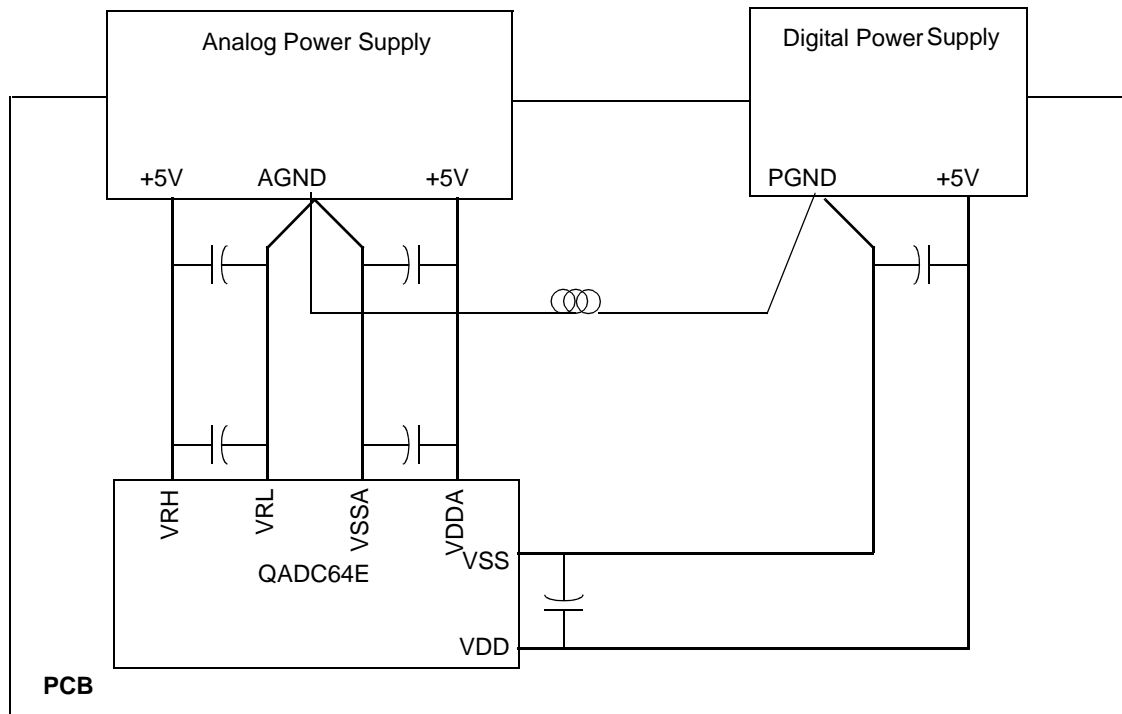 Analog Power Supply
Digital Power Supply
+5V
AGND
+5V
PGND
+5V
VRH
VRL
VSSA
VDDA
VSS
QADC64E
VDD
PCB